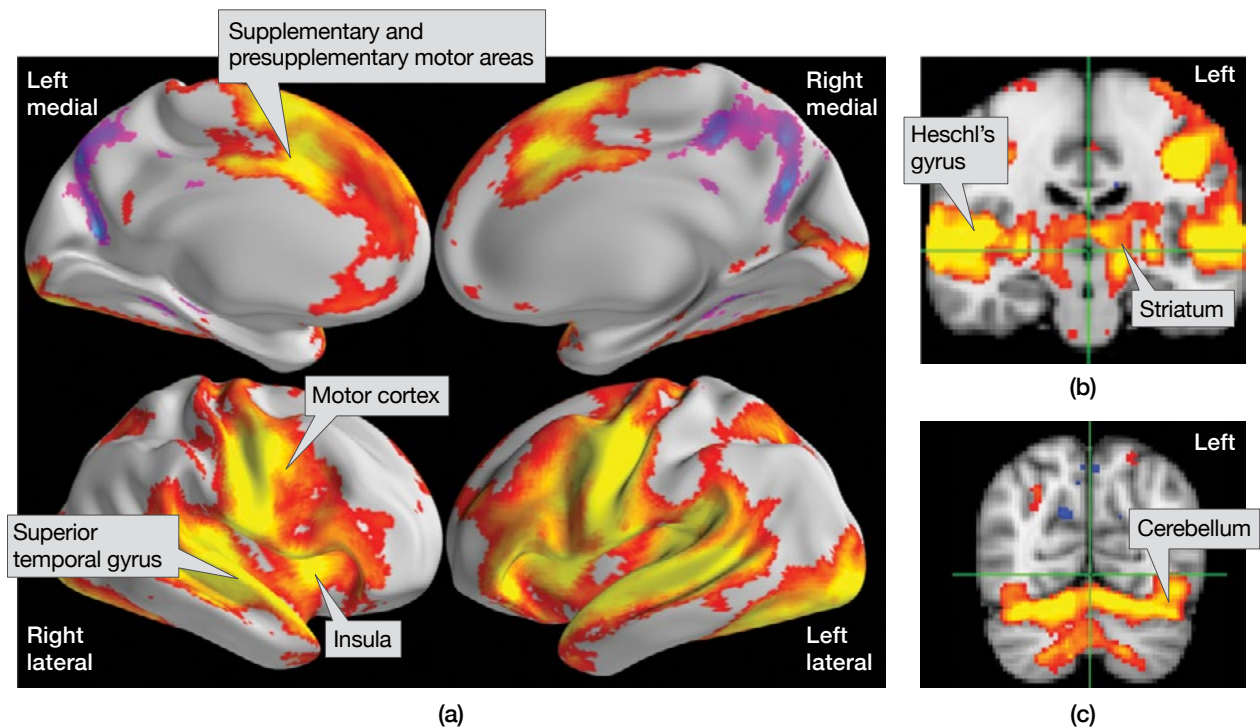 Supplementary and
presupplementary motor areas
Left
medial
Right
medial
Motor cortex
Superior
temporal gyrus
Insula
Right
lateral
Left
lateral
(a)
Left
Heschl's
gyrus
Striatum
(b)
Left
Cerebellum
(c)